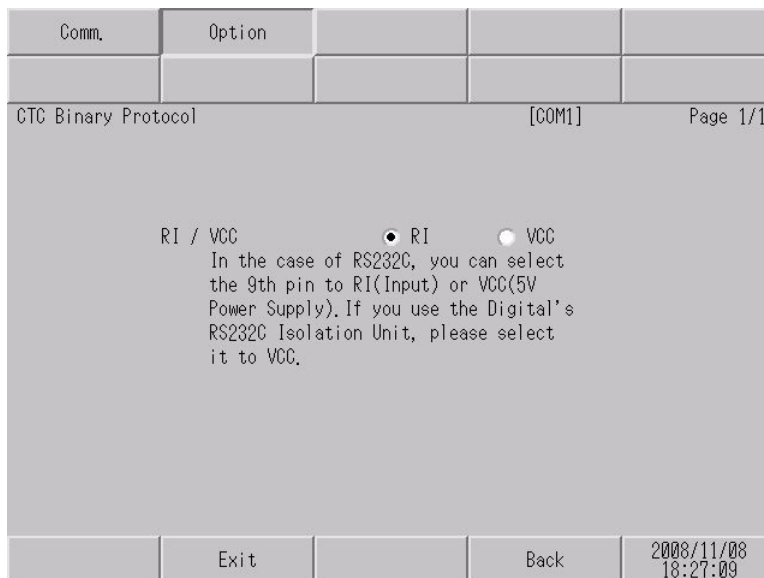 Comm. Option
CTC Binary Protocol [COM1] Page 1/1
RI / VCC RI VCC
In the case of RS232C, you can select
the 9th pin to RI(Input) or VCC(5V
Power Supply).If you use the Digital's
RS232C Isolation Unit, please select
it to VCC.
Exit Back 2008/11/08
18:27:09